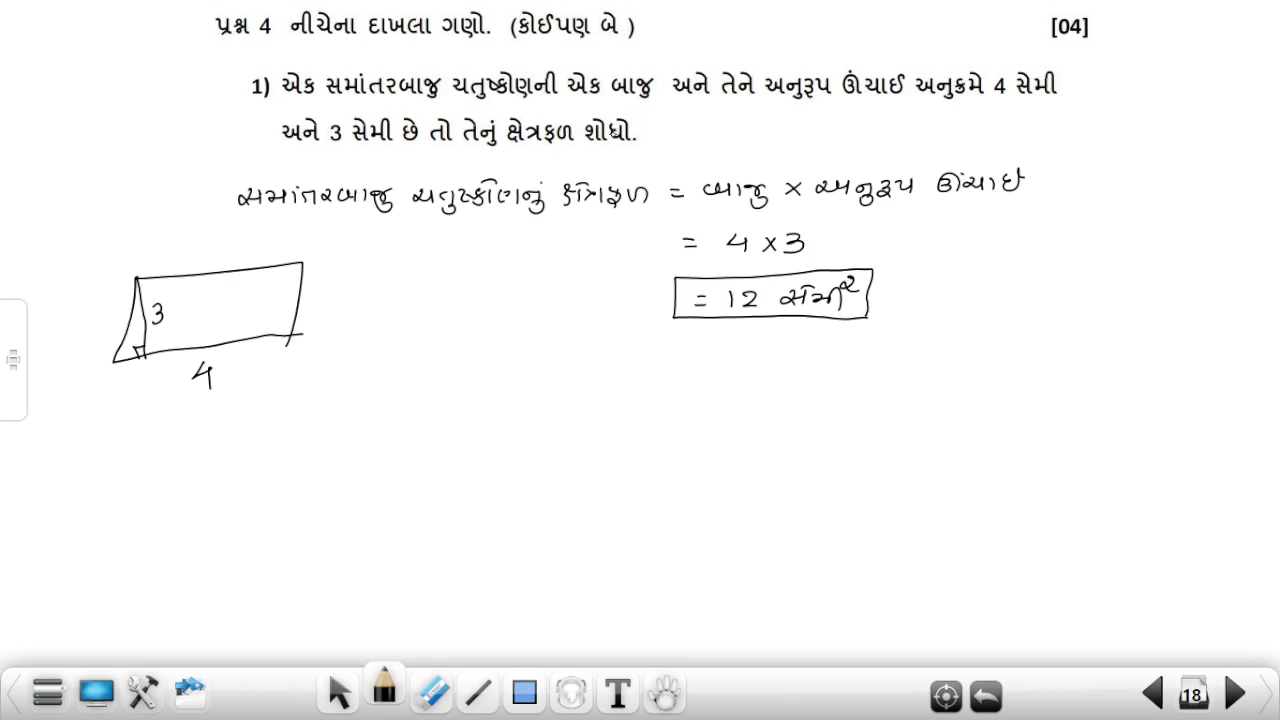 પ્રશ્ન 4 નીચેના દાખલા ગણો. (કોઈપણ બે ) [04]
1) એક સમાંતરબાજુ ચતુષ્કોણની એક બાજુ અને તેને અનુરૂપ ઊંચાઈ અનુક્રમે 4 સેમી
અને 3 સેમી છે તો તેનું ક્ષેત્રફળ શોધો.
સમાંતરબાજુ ચતુષ્કોણનું ક્ષેત્રફળ = બાજુ × અનુરૂપ ઊંચાઈ
= 4 × 3
= 12 સેમી²
3
4
T
18